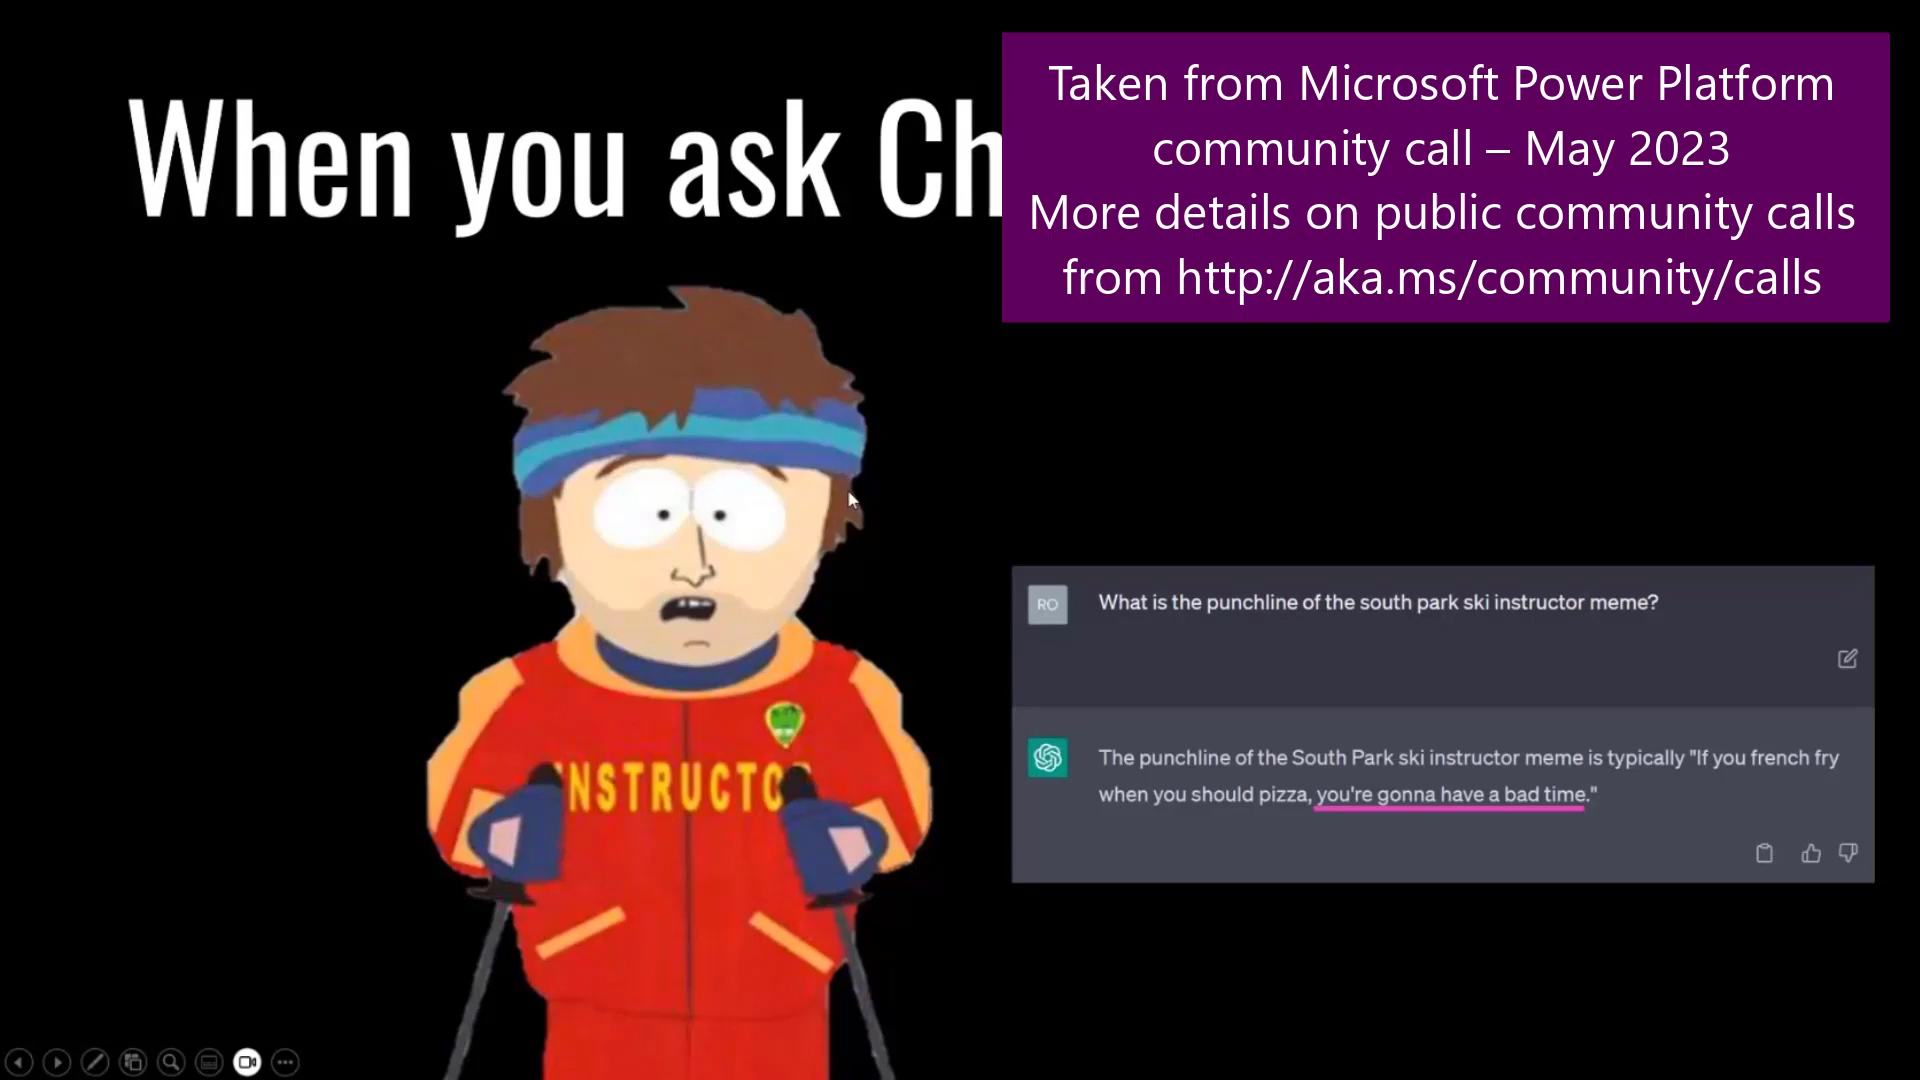 When you ask Ch
Taken from Microsoft Power Platform
community call – May 2023
More details on public community calls
from http://aka.ms/community/calls
INSTRUCTO
RO
What is the punchline of the south park ski instructor meme?
The punchline of the South Park ski instructor meme is typically "If you french fry
when you should pizza, you're gonna have a bad time."